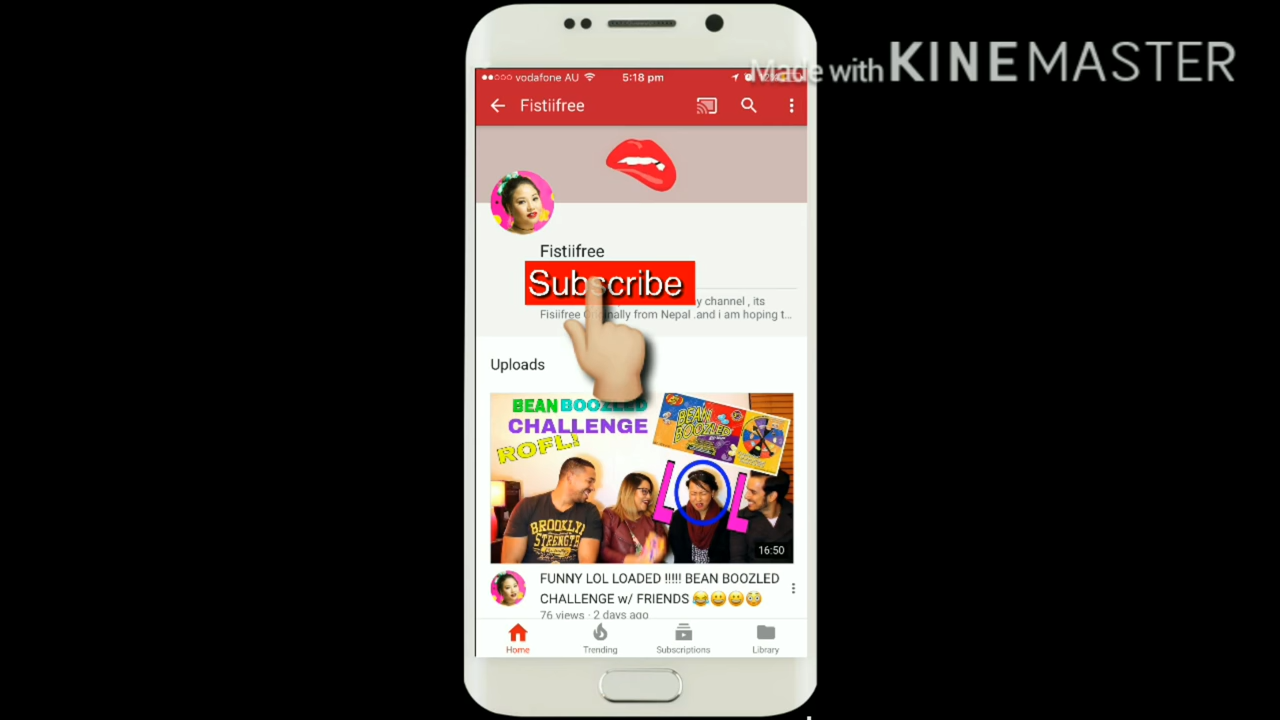 Made with KINEMASTER
vodafone AU 5:18 pm
Fistiifree
Fistiifree
Subscribe
y channel , its
Fisiifree nally from Nepal .and i am hoping t...
Uploads
BEAN BOOZLED
CHALLENGE
ROFL!
BEAN
BOOZLED
LOL
BROOKLYN
STRENGTH
16:50
FUNNY LOL LOADED !!!!! BEAN BOOZLED
CHALLENGE w/ FRIENDS 😂😀😀😳
76 views · 2 days ago
Home Trending Subscriptions Library